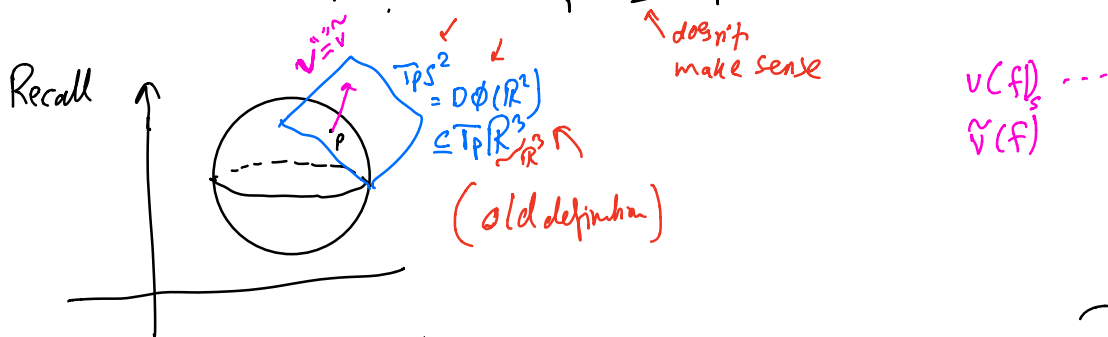 doesn't
make sense
Recall
v "=" ṽ
TpS²
= Dϕ(ℝ²)
⊆ Tpℝ³
ℝ³
p
(old definition)
v(f|s) ....
ṽ(f)